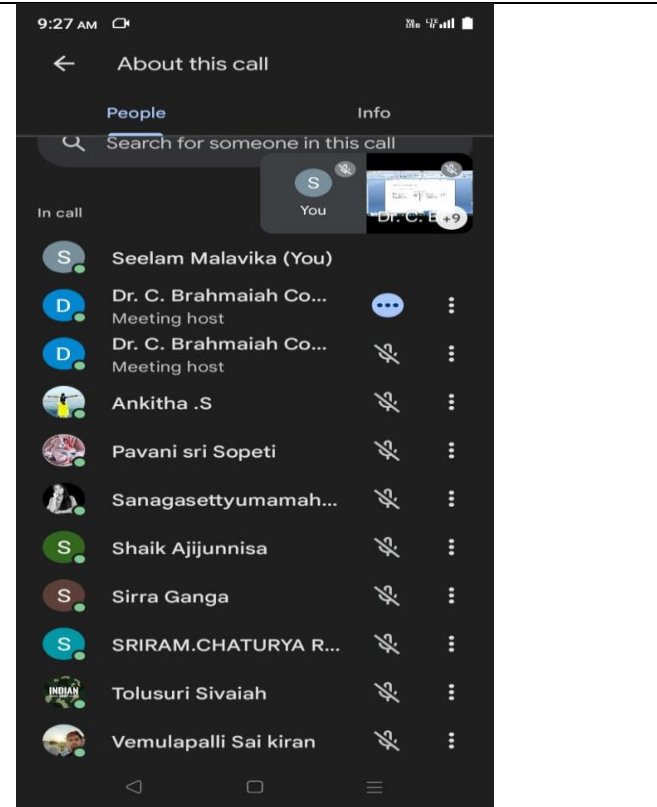 9:27 AM
LTE
About this call
People
Info
Search for someone in this call
S
You
Dr. C. B
+9
In call
S
Seelam Malavika (You)
D
Dr. C. Brahmaiah Co...
Meeting host
D
Dr. C. Brahmaiah Co...
Meeting host
Ankitha .S
Pavani sri Sopeti
Sanagasettyumamah...
S
Shaik Ajijunnisa
S
Sirra Ganga
S
SRIRAM.CHATURYA R...
INDIAN
Tolusuri Sivaiah
Vemulapalli Sai kiran